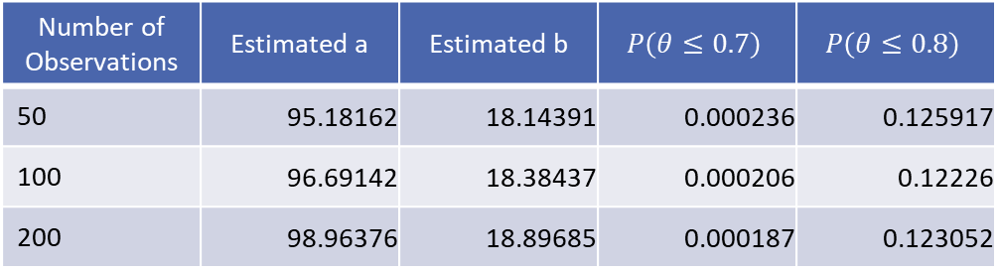 Number of Observations Estimated a Estimated b P(θ ≤ 0.7) P(θ ≤ 0.8)
50 95.18162 18.14391 0.000236 0.125917
100 96.69142 18.38437 0.000206 0.12226
200 98.96376 18.89685 0.000187 0.123052